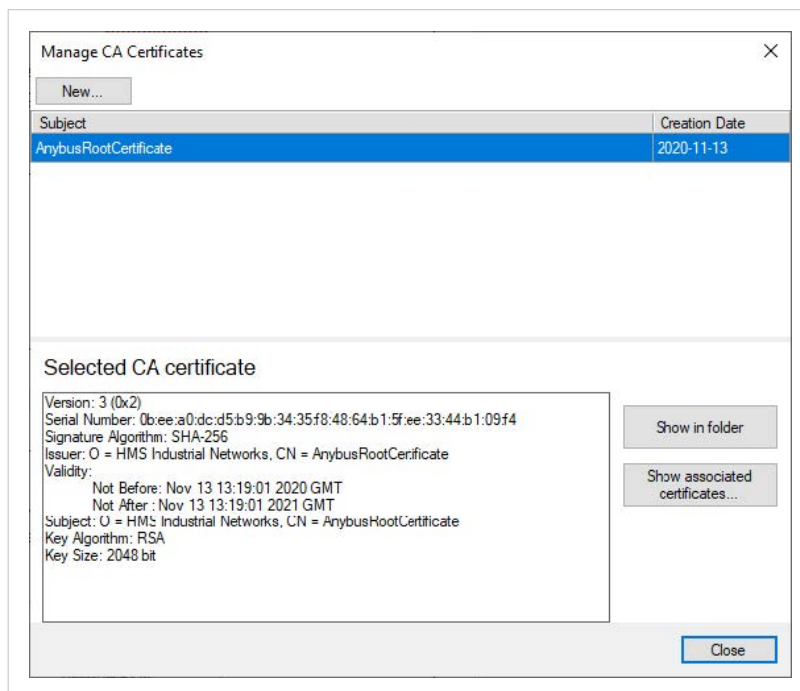 Manage CA Certificates
New...
Subject Creation Date
AnybusRootCertificate 2020-11-13
Selected CA certificate
Version: 3 (0x2)
Serial Number: 0b:ee:a0:dc:d5:b9:9b:34:35:f8:48:64:b1:5f:ee:33:44:b1:09:f4
Signature Algorithm: SHA-256
Issuer: O = HMS Industrial Networks, CN = AnybusRootCertificate
Validity:
Not Before: Nov 13 13:19:01 2020 GMT
Not After : Nov 13 13:19:01 2021 GMT
Subject: O = HMS Industrial Networks, CN = AnybusRootCertificate
Key Algorithm: RSA
Key Size: 2048 bit
Show in folder
Show associated
certificates...
Close